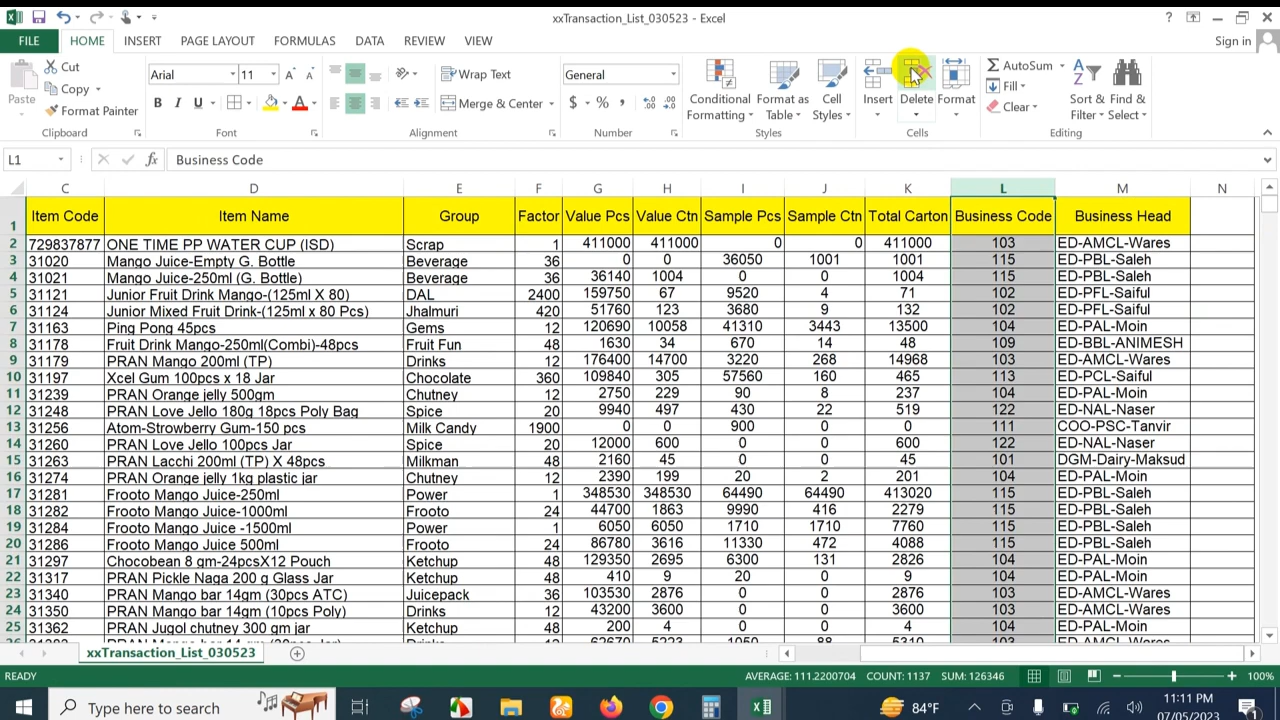 xxTransaction_List_030523 - Excel
FILE HOME INSERT PAGE LAYOUT FORMULAS DATA REVIEW VIEW Sign in
Paste Cut Copy Format Painter Clipboard
Arial 11 B I U A Font
Wrap Text Merge & Center Alignment
General $ % Number
Conditional Formatting Format as Table Cell Styles Styles
Insert Delete Format Cells
AutoSum Fill Clear Sort & Filter Find & Select Editing
L1 fx Business Code
C D E F G H I J K L M N
1 Item Code Item Name Group Factor Value Pcs Value Ctn Sample Pcs Sample Ctn Total Carton Business Code Business Head
2 729837877 ONE TIME PP WATER CUP (ISD) Scrap 1 411000 411000 0 0 411000 103 ED-AMCL-Wares
3 31020 Mango Juice-Empty G. Bottle Beverage 36 0 0 36050 1001 1001 115 ED-PBL-Saleh
4 31021 Mango Juice-250ml (G. Bottle) Beverage 36 36140 1004 0 0 1004 115 ED-PBL-Saleh
5 31121 Junior Fruit Drink Mango-(125ml X 80) DAL 2400 159750 67 9520 4 71 102 ED-PFL-Saiful
6 31124 Junior Mixed Fruit Drink-(125ml x 80 Pcs) Jhalmuri 420 51760 123 3680 9 132 102 ED-PFL-Saiful
7 31163 Ping Pong 45pcs Gems 12 120690 10058 41310 3443 13500 104 ED-PAL-Moin
8 31178 Fruit Drink Mango-250ml(Combi)-48pcs Fruit Fun 48 1630 34 670 14 48 109 ED-BBL-ANIMESH
9 31179 PRAN Mango 200ml (TP) Drinks 12 176400 14700 3220 268 14968 103 ED-AMCL-Wares
10 31197 Xcel Gum 100pcs x 18 Jar Chocolate 360 109840 305 57560 160 465 113 ED-PCL-Saiful
11 31239 PRAN Orange jelly 500gm Chutney 12 2750 229 90 8 237 104 ED-PAL-Moin
12 31248 PRAN Love Jello 180g 18pcs Poly Bag Spice 20 9940 497 430 22 519 122 ED-NAL-Naser
13 31256 Atom-Strowberry Gum-150 pcs Milk Candy 1900 0 0 900 0 0 111 COO-PSC-Tanvir
14 31260 PRAN Love Jello 100pcs Jar Spice 20 12000 600 0 0 600 122 ED-NAL-Naser
15 31263 PRAN Lacchi 200ml (TP) X 48pcs Milkman 48 2160 45 0 0 45 101 DGM-Dairy-Maksud
16 31274 PRAN Orange jelly 1kg plastic jar Chutney 12 2390 199 20 2 201 104 ED-PAL-Moin
17 31281 Frooto Mango Juice-250ml Power 1 348530 348530 64490 64490 413020 115 ED-PBL-Saleh
18 31282 Frooto Mango Juice-1000ml Frooto 24 44700 1863 9990 416 2279 115 ED-PBL-Saleh
19 31284 Frooto Mango Juice -1500ml Power 1 6050 6050 1710 1710 7760 115 ED-PBL-Saleh
20 31286 Frooto Mango Juice 500ml Frooto 24 86780 3616 11330 472 4088 115 ED-PBL-Saleh
21 31297 Chocobean 8 gm-24pcsX12 Pouch Ketchup 48 129350 2695 6300 131 2826 104 ED-PAL-Moin
22 31317 PRAN Pickle Naga 200 g Glass Jar Ketchup 48 410 9 20 0 9 104 ED-PAL-Moin
23 31340 PRAN Mango bar 14gm (30pcs ATC) Juicepack 36 103530 2876 0 0 2876 103 ED-AMCL-Wares
24 31350 PRAN Mango bar 14gm (10pcs Poly) Drinks 12 43200 3600 0 0 3600 103 ED-AMCL-Wares
25 31362 PRAN Jugol chutney 300 gm jar Ketchup 48 200 4 0 0 4 104 ED-PAL-Moin
xxTransaction_List_030523
READY AVERAGE: 111.2200704 COUNT: 1137 SUM: 126346 100%
Type here to search 84°F 11:11 PM
07/05/2023